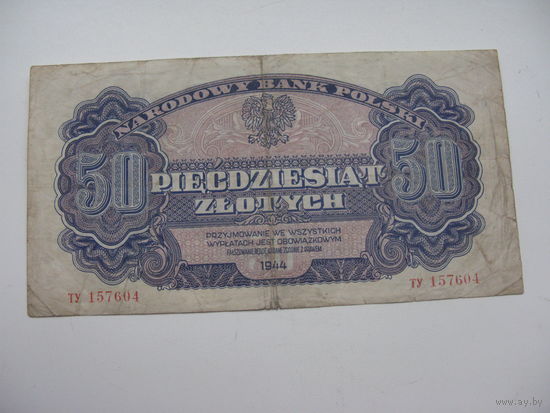 NARODOWY BANK POLSKI
50 PIĘĆDZIESIĄT 50
ZŁOTYCH
PRZYJMOWANIE WE WSZYSTKICH
WYPŁATACH JEST OBOWIĄZKOWYM
1944
ТУ 157604
ТУ 157604
www.ay.by